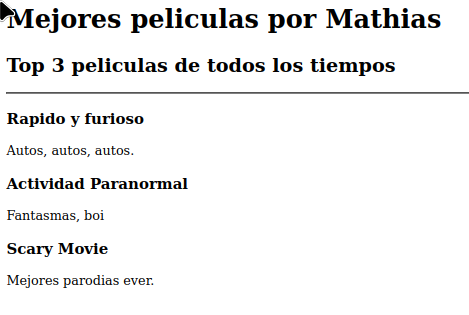 Mejores peliculas por Mathias
Top 3 peliculas de todos los tiempos
Rapido y furioso
Autos, autos, autos.
Actividad Paranormal
Fantasmas, boi
Scary Movie
Mejores parodias ever.